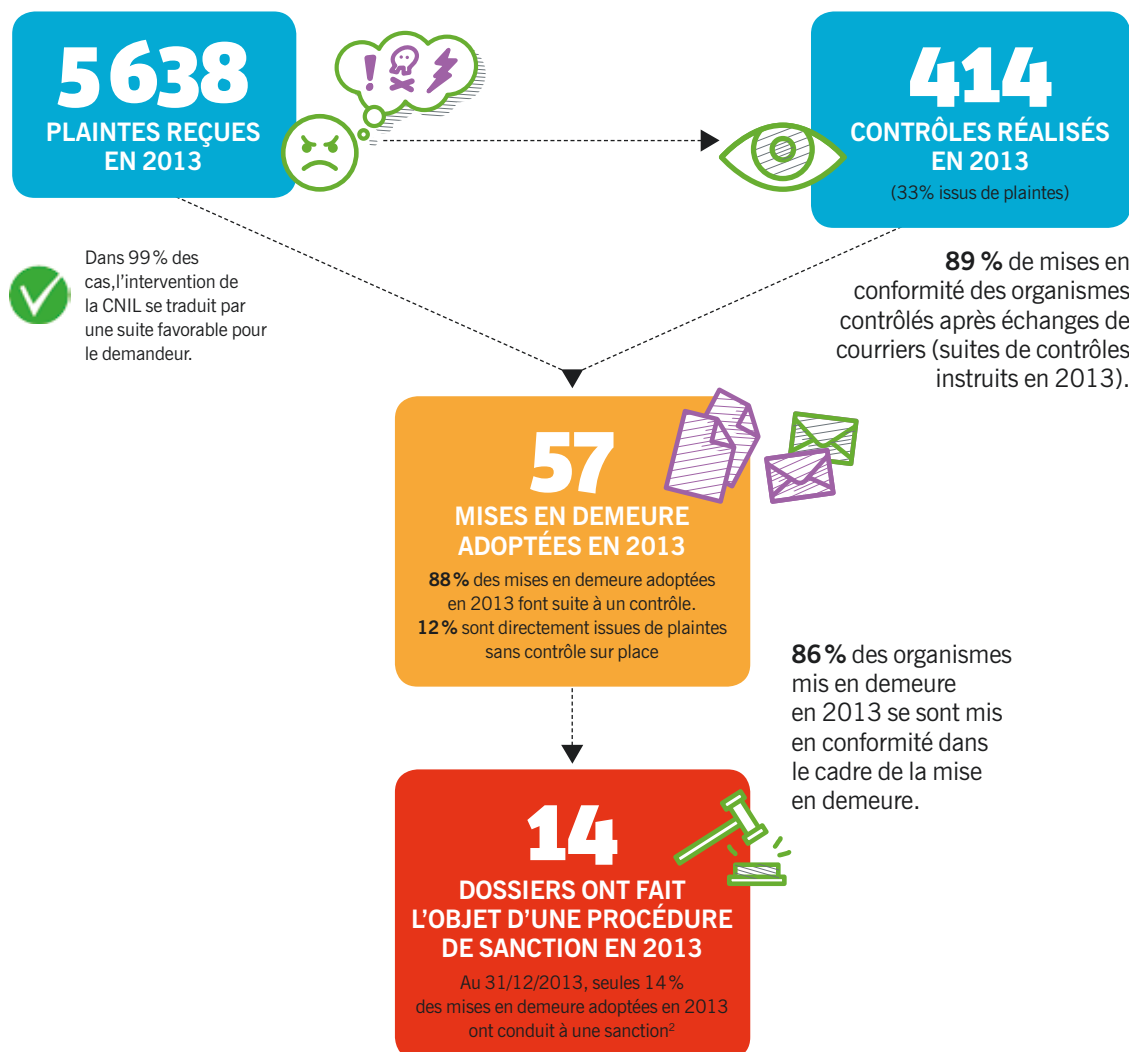 5 638
PLAINTES REÇUES
EN 2013
414
CONTRÔLES RÉALISÉS
EN 2013
(33% issus de plaintes)
Dans 99 % des
cas,l'intervention de
la CNIL se traduit par
une suite favorable pour
le demandeur.
89 % de mises en
conformité des organismes
contrôlés après échanges de
courriers (suites de contrôles
instruits en 2013).
57
MISES EN DEMEURE
ADOPTÉES EN 2013
88 % des mises en demeure adoptées
en 2013 font suite à un contrôle.
12 % sont directement issues de plaintes
sans contrôle sur place
86 % des organismes
mis en demeure
en 2013 se sont mis
en conformité dans
le cadre de la mise
en demeure.
14
DOSSIERS ONT FAIT
L'OBJET D'UNE PROCÉDURE
DE SANCTION EN 2013
Au 31/12/2013, seules 14 %
des mises en demeure adoptées en 2013
ont conduit à une sanction²